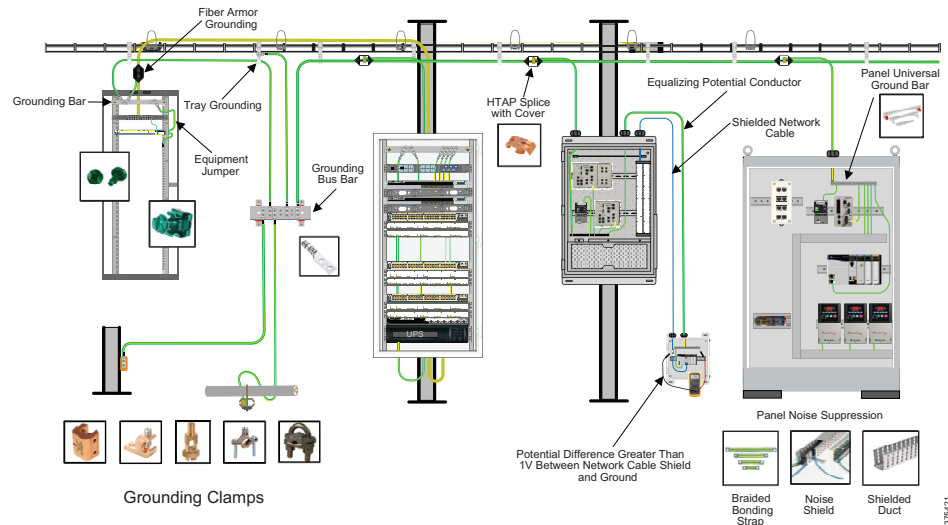 Fiber Armor
Grounding
Grounding Bar
Tray Grounding
Equipment
Jumper
Grounding
Bus Bar
HTAP Splice
with Cover
Equalizing Potential Conductor
Shielded Network
Cable
Panel Universal
Ground Bar
UPS
Potential Difference Greater Than
1V Between Network Cable Shield
and Ground
Grounding Clamps
Panel Noise Suppression
Braided
Bonding
Strap
Noise
Shield
Shielded
Duct